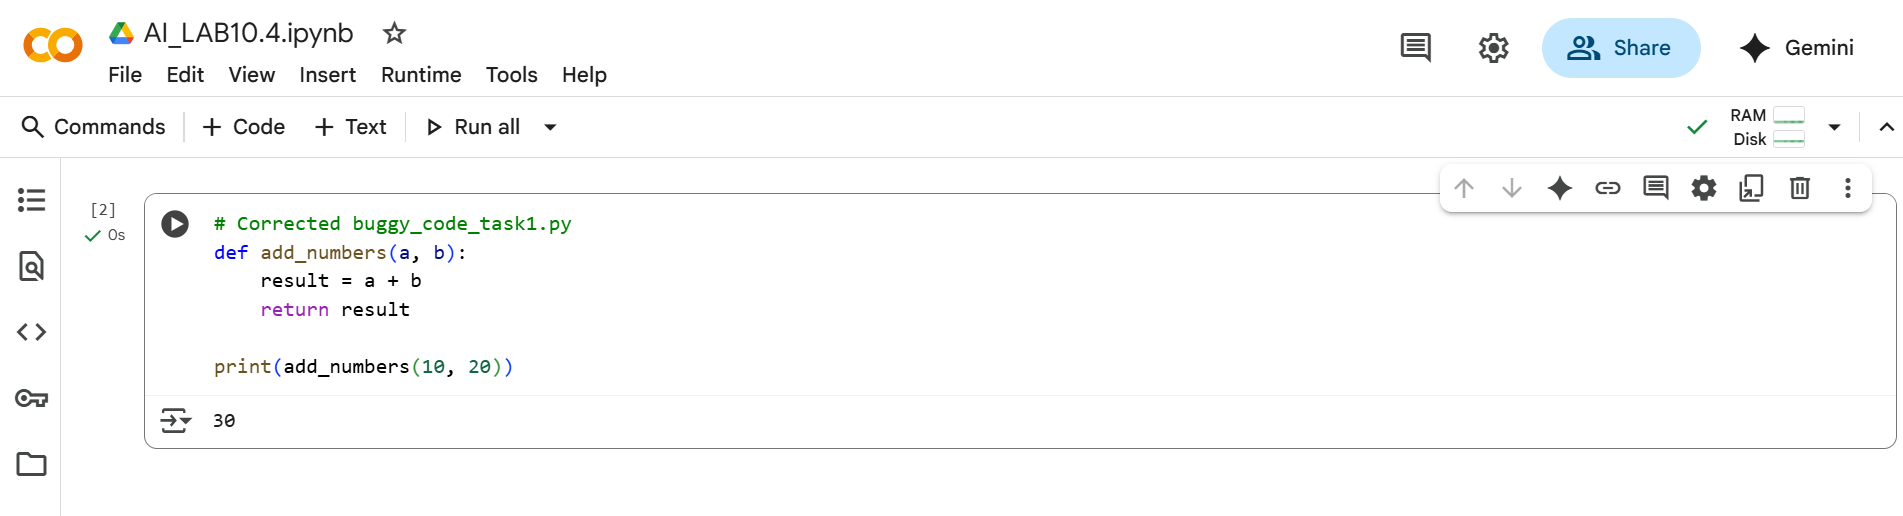 AI_LAB10.4.ipynb
File Edit View Insert Runtime Tools Help
Share
Gemini
Commands + Code + Text Run all
RAM
Disk
[2]
0s
# Corrected buggy_code_task1.py
def add_numbers(a, b):
    result = a + b
    return result
print(add_numbers(10, 20))
30